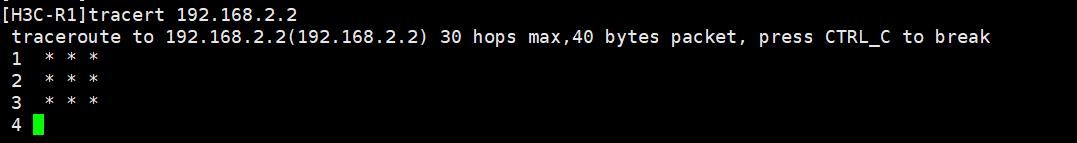 [H3C-R1]tracert 192.168.2.2
traceroute to 192.168.2.2(192.168.2.2) 30 hops max,40 bytes packet, press CTRL_C to break
1 * * *
2 * * *
3 * * *
4